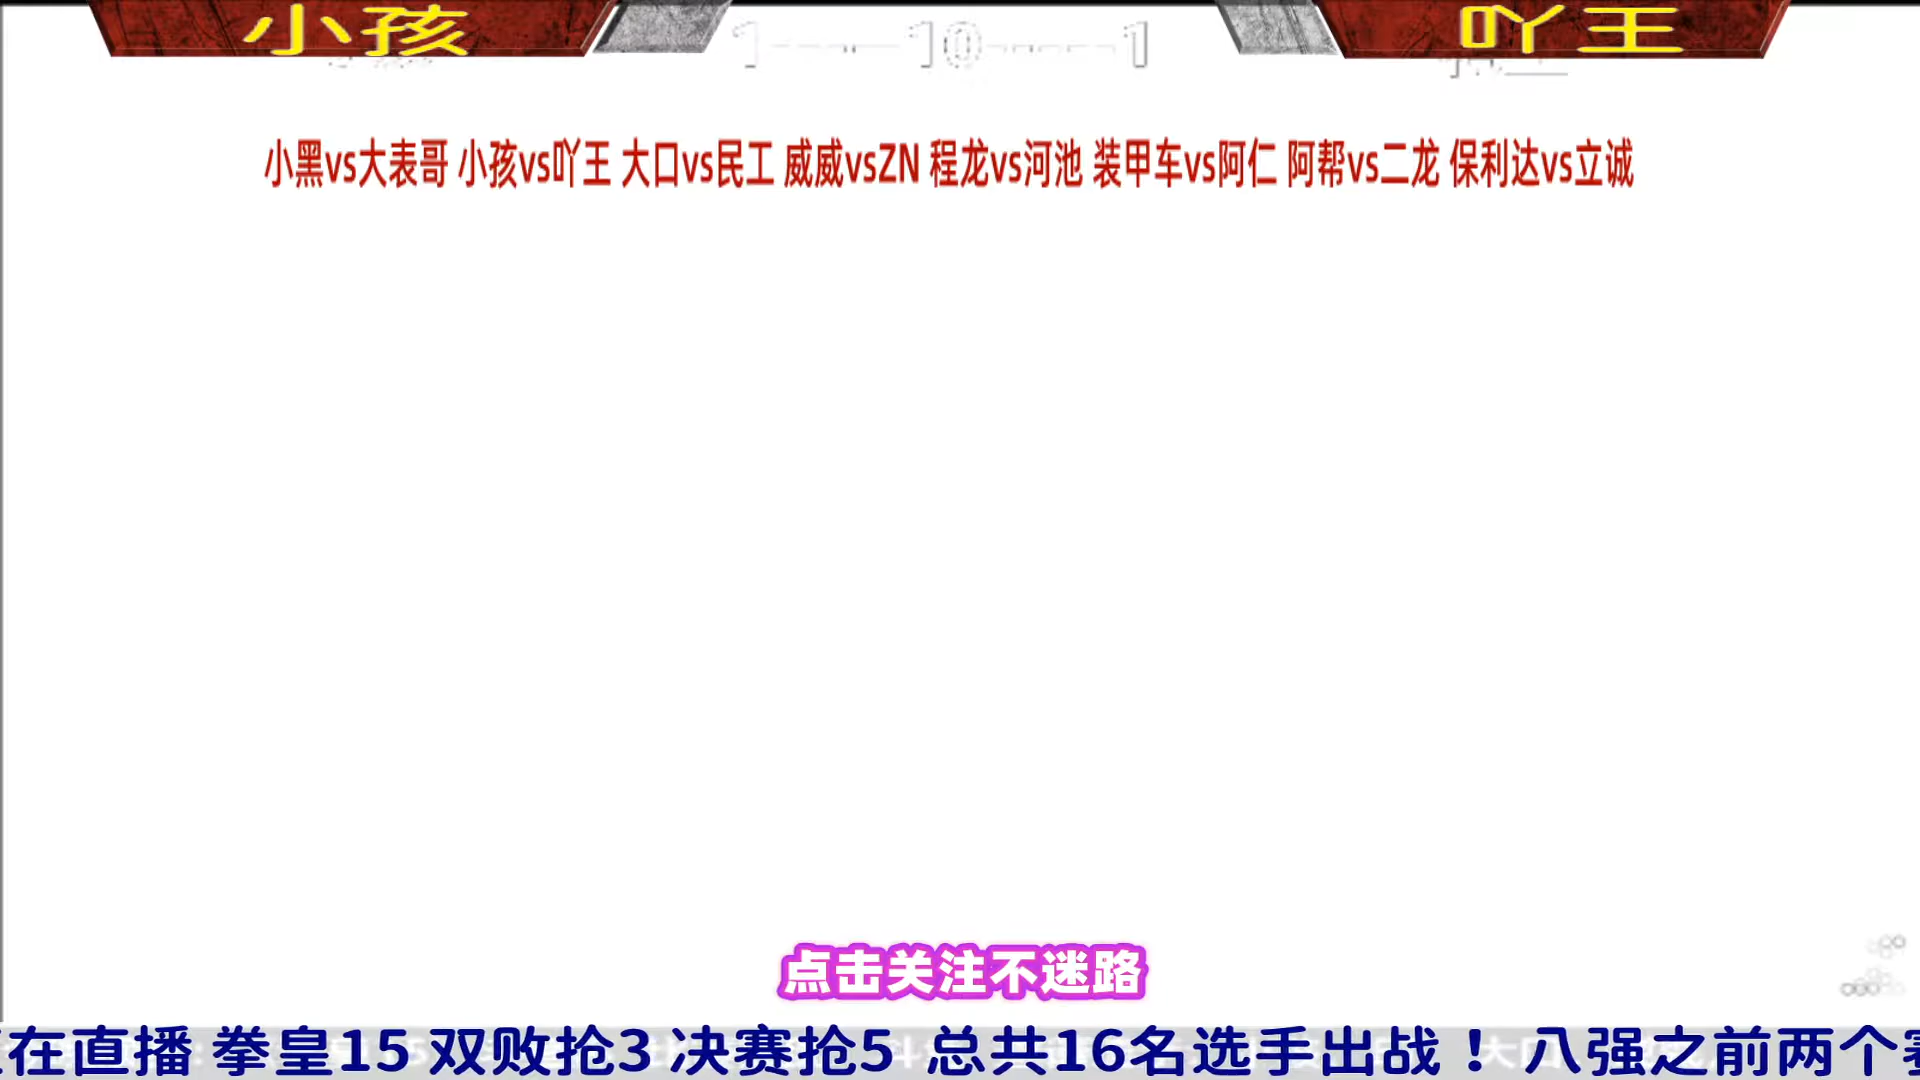 小孩 吖王
1 10 1
小黑vs大表哥 小孩vs吖王 大口vs民工 威威vsZN 程龙vs河池 装甲车vs阿仁 阿帮vs二龙 保利达vs立诚
点击关注不迷路
在直播 拳皇15 双败抢3 决赛抢5 总共16名选手出战！ 八强之前两个赛